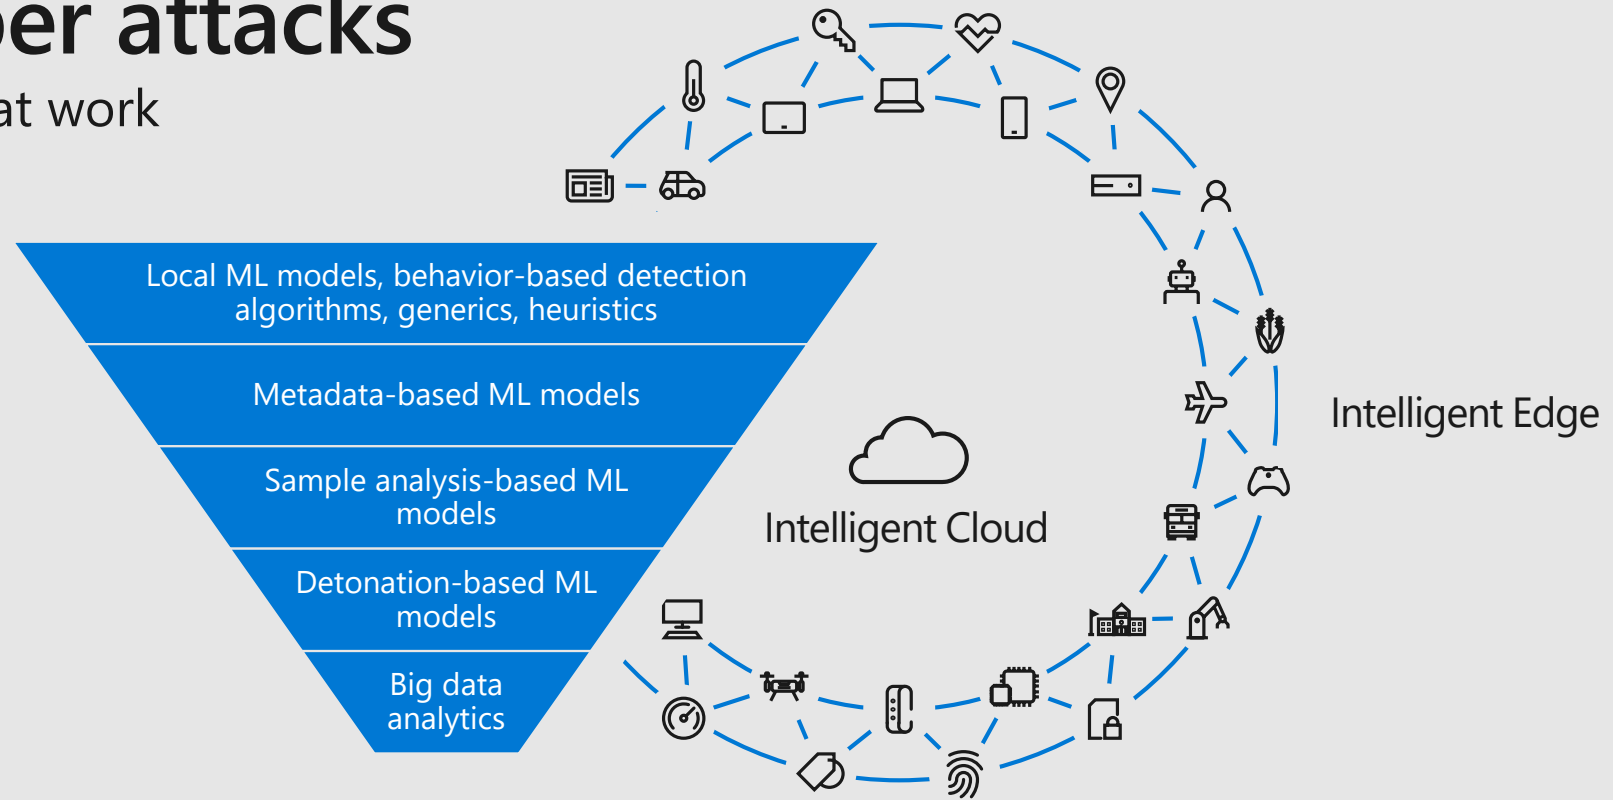 attacks
at work
Local ML models, behavior-based detection
algorithms, generics, heuristics
Metadata-based ML models
Sample analysis-based ML
models
Detonation-based ML
models
Big data
analytics
Intelligent Cloud
Intelligent Edge